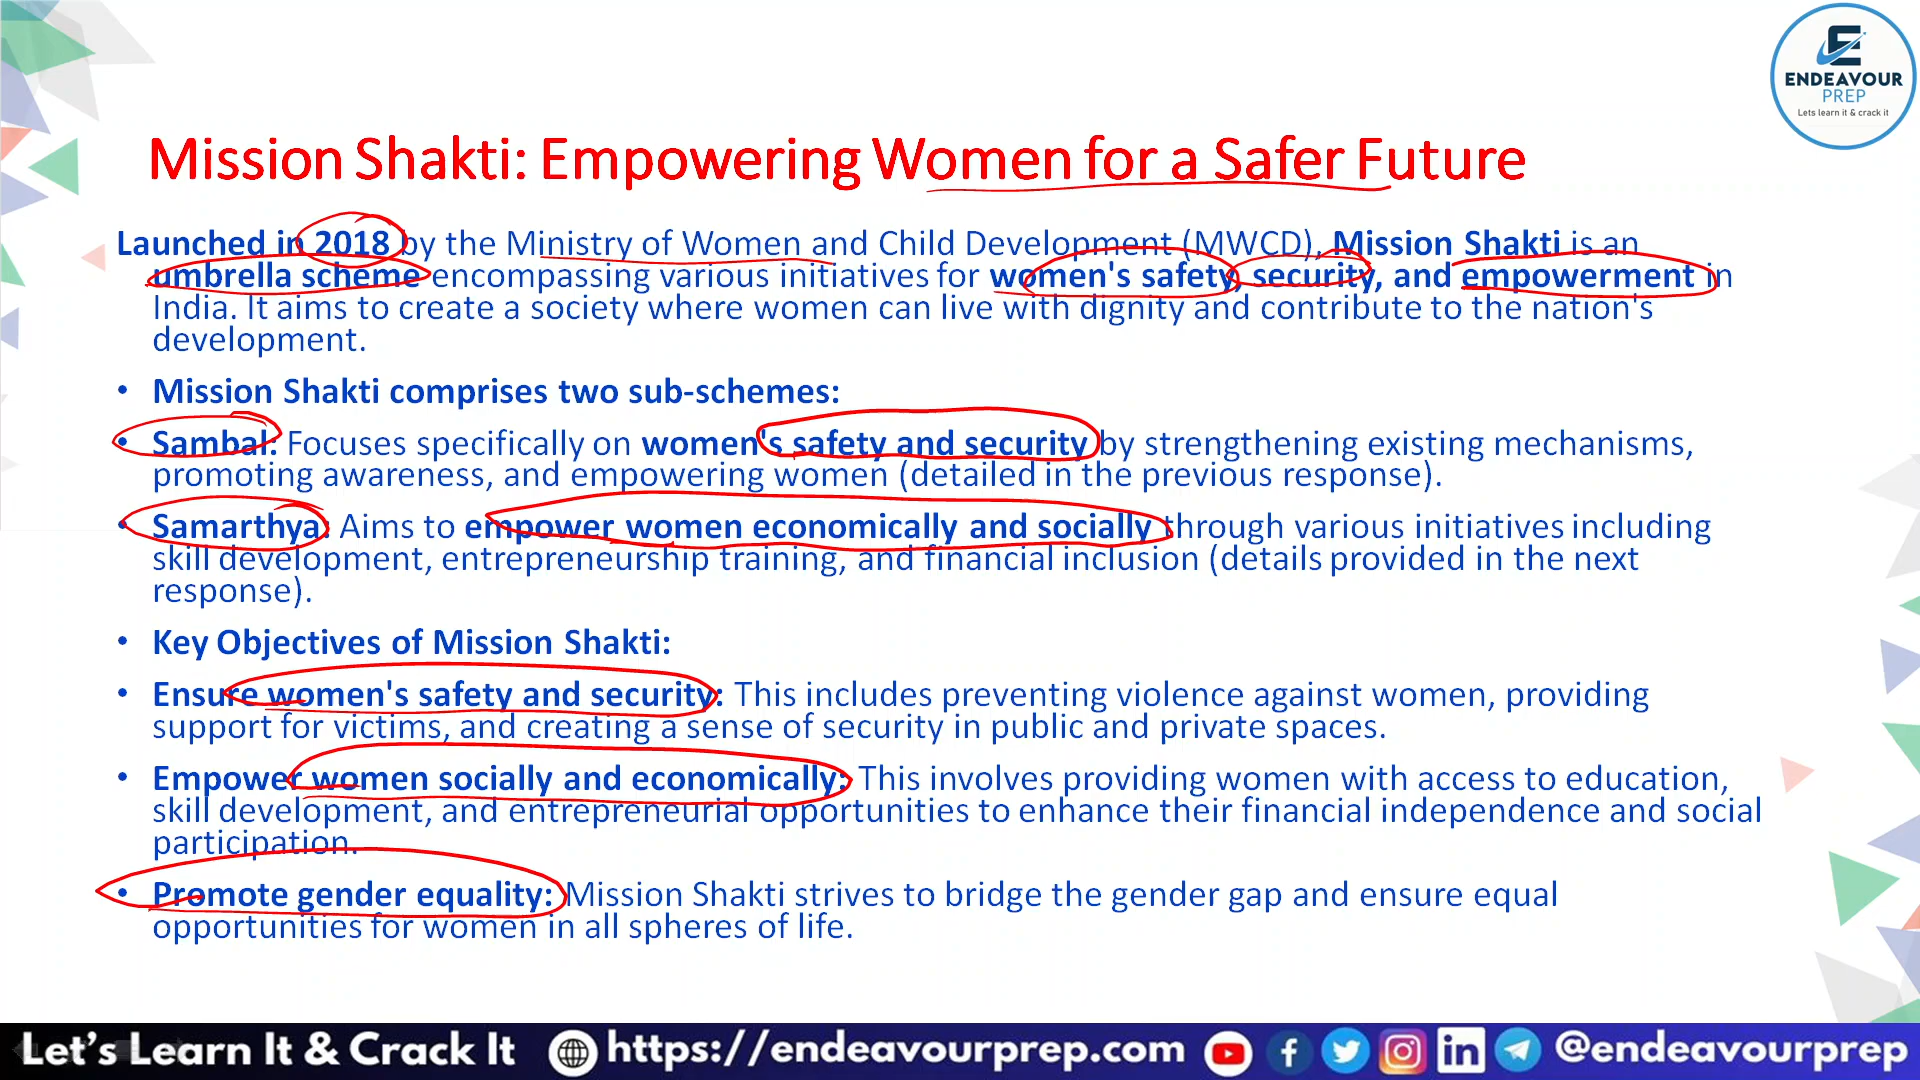 ENDEAVOUR
PREP
Lets learn it & crack it
Mission Shakti: Empowering Women for a Safer Future
Launched in 2018 by the Ministry of Women and Child Development (MWCD), Mission Shakti is an
umbrella scheme encompassing various initiatives for women's safety, security, and empowerment in
India. It aims to create a society where women can live with dignity and contribute to the nation's
development.
• Mission Shakti comprises two sub-schemes:
• Sambal: Focuses specifically on women's safety and security by strengthening existing mechanisms,
promoting awareness, and empowering women (detailed in the previous response).
• Samarthya: Aims to empower women economically and socially through various initiatives including
skill development, entrepreneurship training, and financial inclusion (details provided in the next
response).
• Key Objectives of Mission Shakti:
• Ensure women's safety and security: This includes preventing violence against women, providing
support for victims, and creating a sense of security in public and private spaces.
• Empower women socially and economically: This involves providing women with access to education,
skill development, and entrepreneurial opportunities to enhance their financial independence and social
participation.
• Promote gender equality: Mission Shakti strives to bridge the gender gap and ensure equal
opportunities for women in all spheres of life.
Let's Learn It & Crack It https://endeavourprep.com @endeavourprep